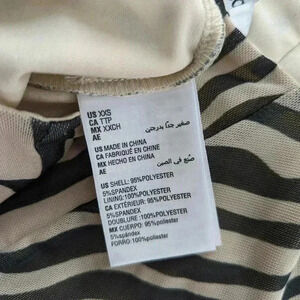 US XXS
CA TTP
MX XXCH
AE
صغير جدًا بدرجتين
US MADE IN CHINA
CA FABRIQUÉ EN CHINE
MX HECHO EN CHINA
AE
صنع في الصين
US SHELL: 95%POLYESTER
5%SPANDEX
LINING:100%POLYESTER
CA EXTÉRIEUR: 95%POLYESTER
5%SPANDEX
DOUBLURE :100%POLYESTER
MX CUERPO: 95%POLYESTER
5%SPANDEX
FORRO:100%poliester